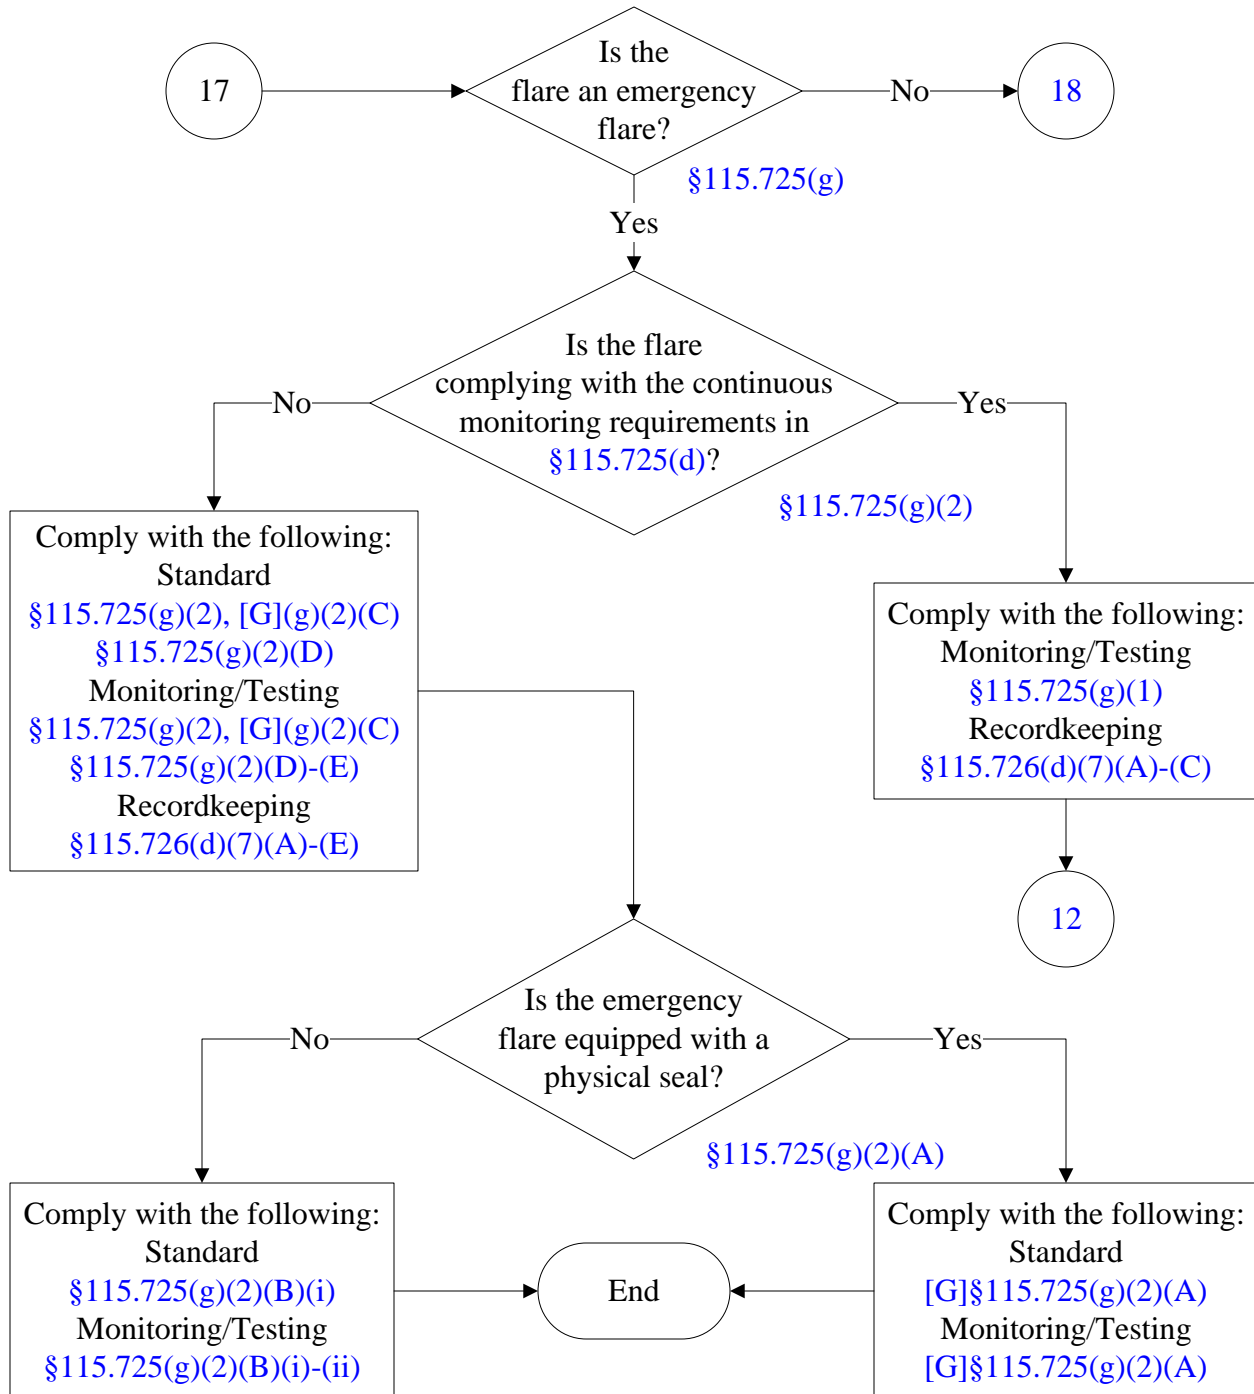 17
Is the
flare an emergency
flare?
No
18
§115.725(g)
Yes
Is the flare
complying with the continuous
monitoring requirements in
§115.725(d)?
No
Yes
§115.725(g)(2)
Comply with the following:
Standard
§115.725(g)(2), [G](g)(2)(C)
§115.725(g)(2)(D)
Monitoring/Testing
§115.725(g)(2), [G](g)(2)(C)
§115.725(g)(2)(D)-(E)
Recordkeeping
§115.726(d)(7)(A)-(E)
Comply with the following:
Monitoring/Testing
§115.725(g)(1)
Recordkeeping
§115.726(d)(7)(A)-(C)
12
Is the emergency
flare equipped with a
physical seal?
No
Yes
§115.725(g)(2)(A)
Comply with the following:
Standard
§115.725(g)(2)(B)(i)
Monitoring/Testing
§115.725(g)(2)(B)(i)-(ii)
End
Comply with the following:
Standard
[G]§115.725(g)(2)(A)
Monitoring/Testing
[G]§115.725(g)(2)(A)